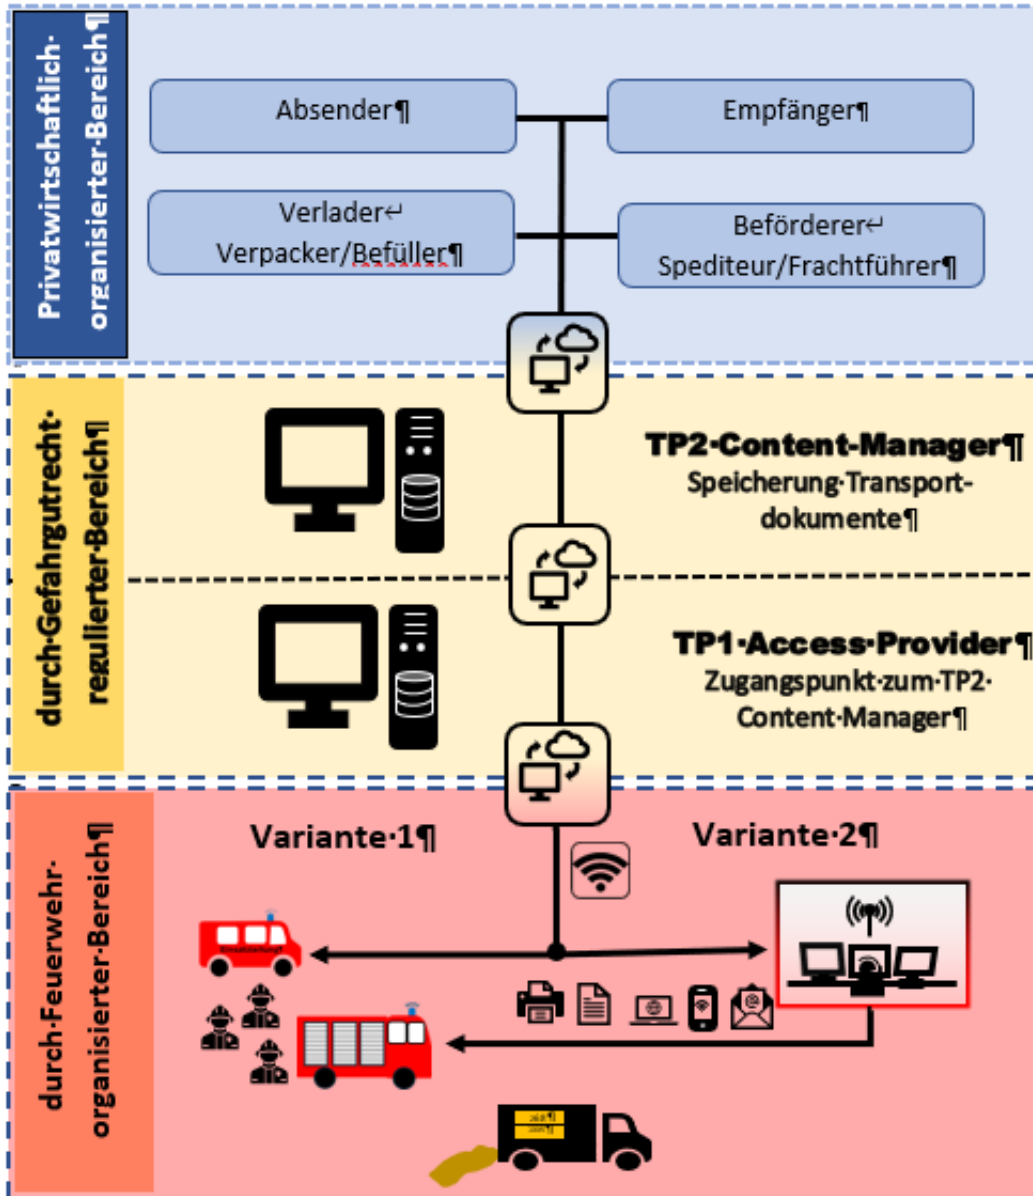 Privatwirtschaftlich·
organisierter·Bereich¶
Absender¶
Empfänger¶
Verlader↵
Verpacker/Befüller¶
Beförderer↵
Spediteur/Frachtführer¶
durch·Gefahrgutrecht·
regulierter·Bereich¶
TP2·Content-Manager¶
Speicherung·Transport-
dokumente¶
TP1·Access·Provider¶
Zugangspunkt·zum·TP2·
Content·Manager¶
durch·Feuerwehr·
organisierter·Bereich¶
Variante·1¶
Variante·2¶